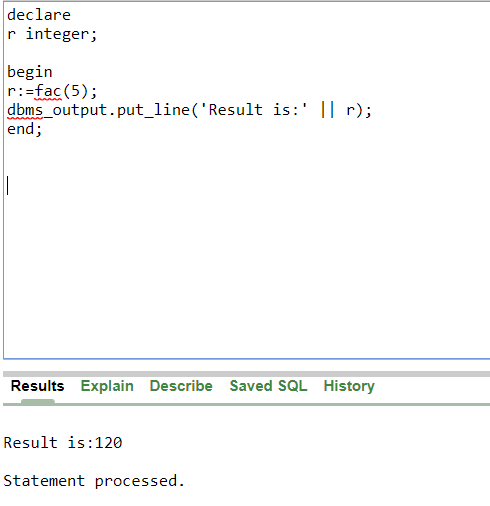 declare
r integer;
begin
r:=fac(5);
dbms_output.put_line('Result is:' || r);
end;
Results Explain Describe Saved SQL History
Result is:120
Statement processed.